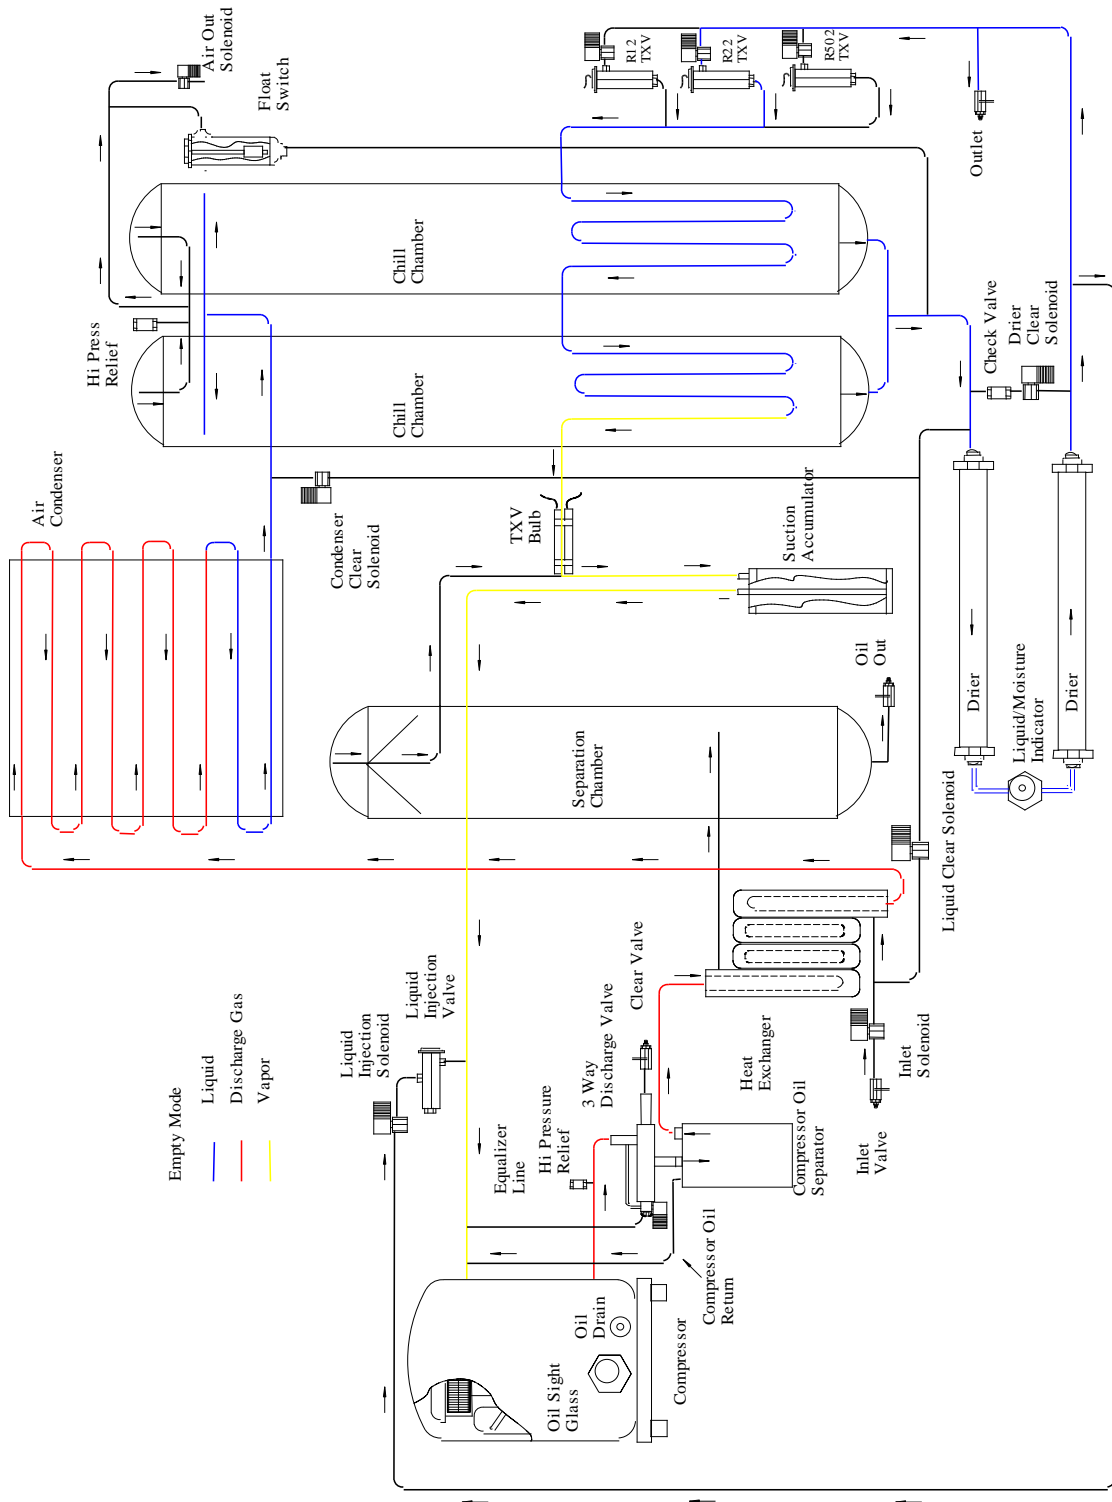 Air Out
Solenoid
Float
Switch
R12
TXV
R22
TXV
R502
TXV
Outlet
Chill
Chamber
Hi Press
Relief
Chill
Chamber
Check Valve
Drier
Clear
Solenoid
Air
Condenser
Condenser
Clear
Solenoid
TXV
Bulb
Suction
Accumulator
Oil
Out
Separation
Chamber
Drier
Liquid/Moisture
Indicator
Drier
Liquid Clear Solenoid
Empty Mode
Liquid
Discharge Gas
Vapor
Liquid
Injection
Solenoid
Liquid
Injection
Valve
Clear Valve
3 Way
Discharge Valve
Heat
Exchanger
Inlet
Solenoid
Inlet
Valve
Equalizer
Line
Hi Pressure
Relief
Compressor Oil
Separator
Compressor Oil
Return
Oil
Drain
Oil Sight
Glass
Compressor